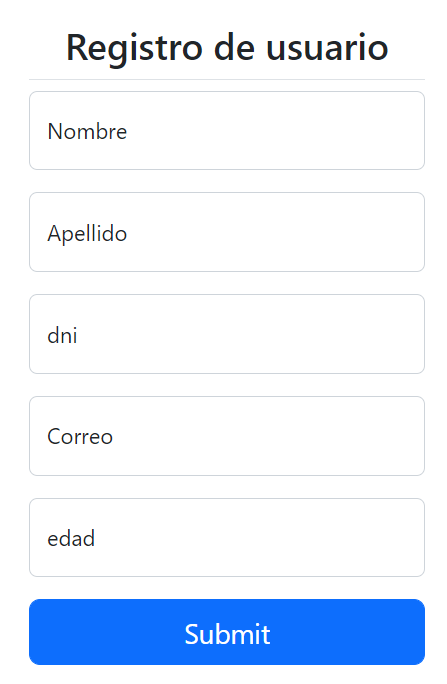 Registro de usuario
Nombre
Apellido
dni
Correo
edad
Submit